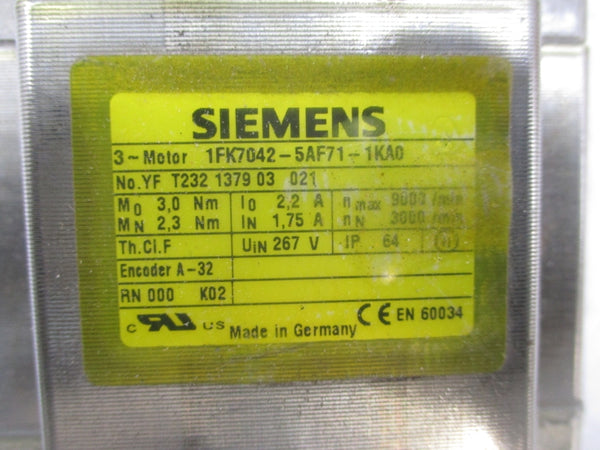 SIEMENS
3~Motor 1FK7042-5AF71-1KA0
No.YF T232 1379 03 021
M0 3,0 Nm I0 2,2 A nmax 9000 /min
MN 2,3 Nm IN 1,75 A nN 3000 /min
Th.Cl.F UIN 267 V IP 64
Encoder A-32
RN 000 K02
c US Made in Germany CE EN 60034